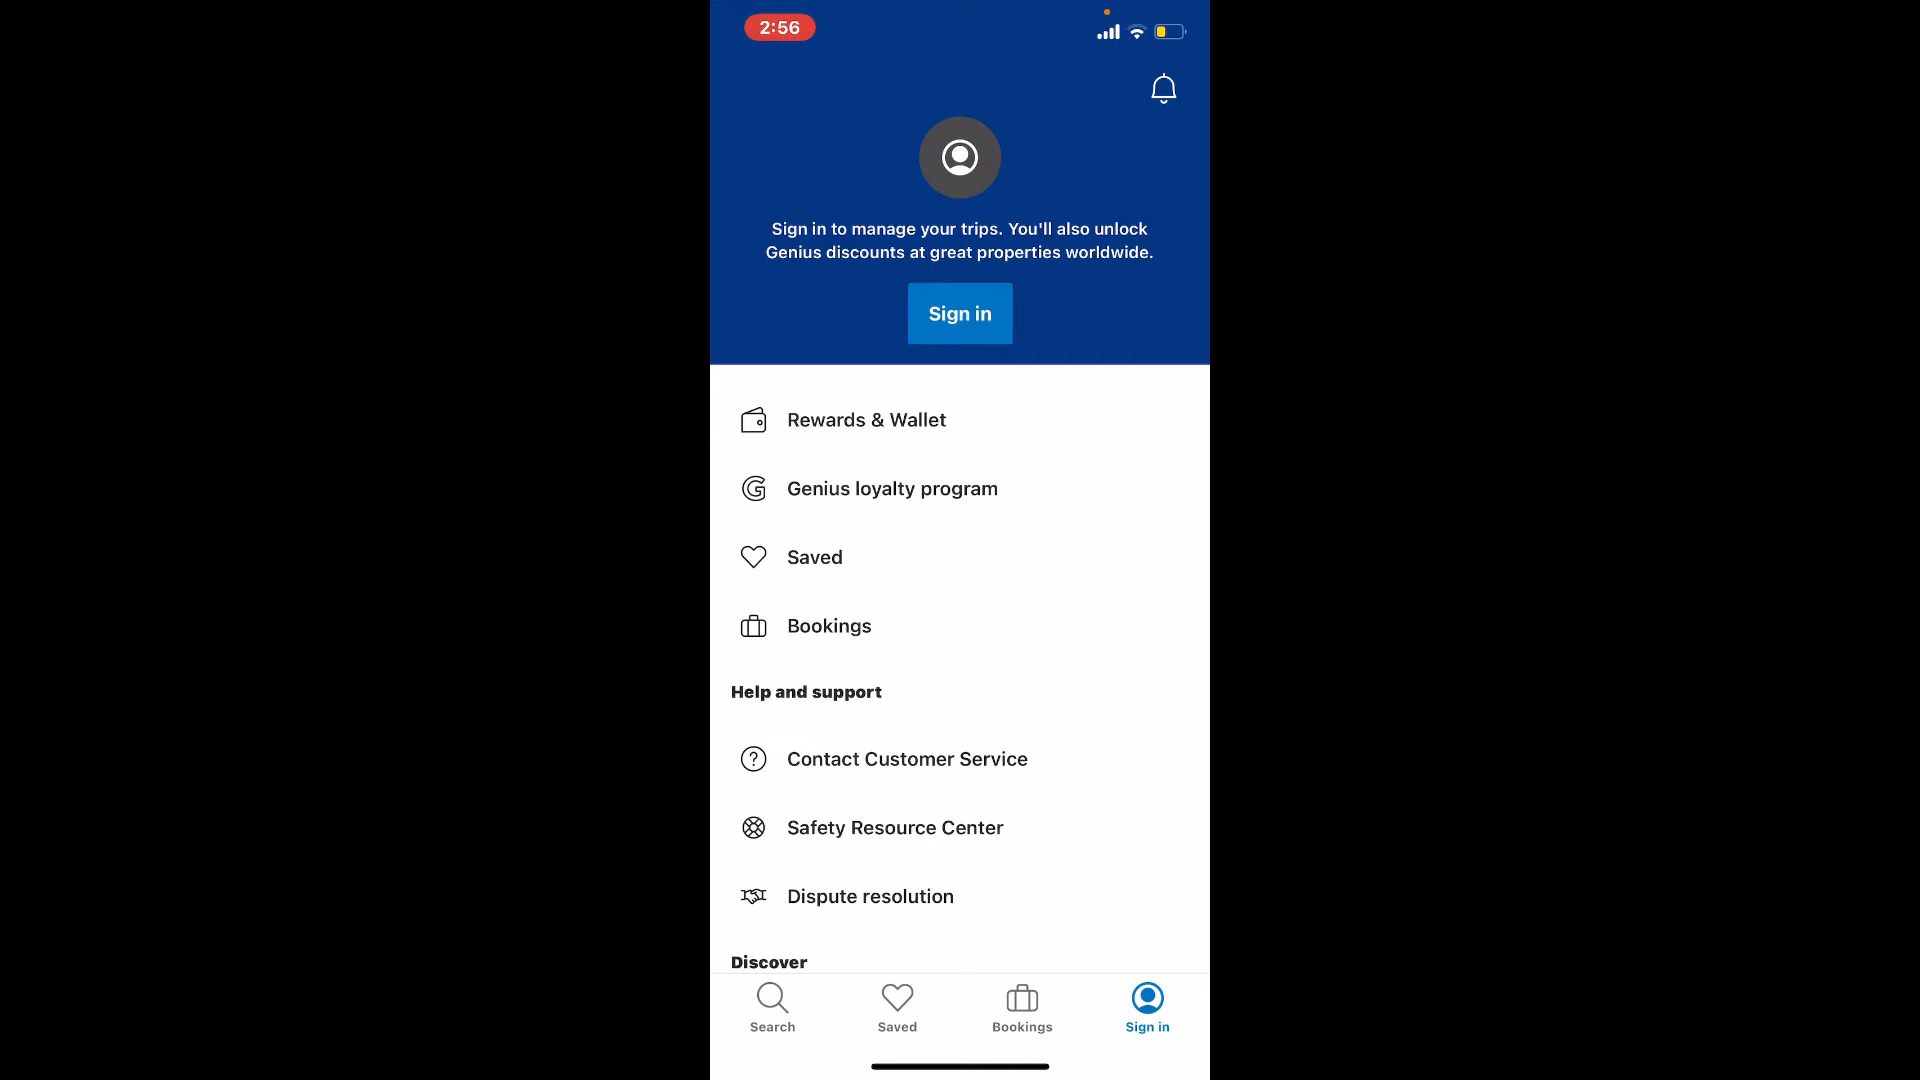 2:56
Sign in to manage your trips. You'll also unlock
Genius discounts at great properties worldwide.
Sign in
Rewards & Wallet
Genius loyalty program
Saved
Bookings
Help and support
Contact Customer Service
Safety Resource Center
Dispute resolution
Discover
Search
Saved
Bookings
Sign in